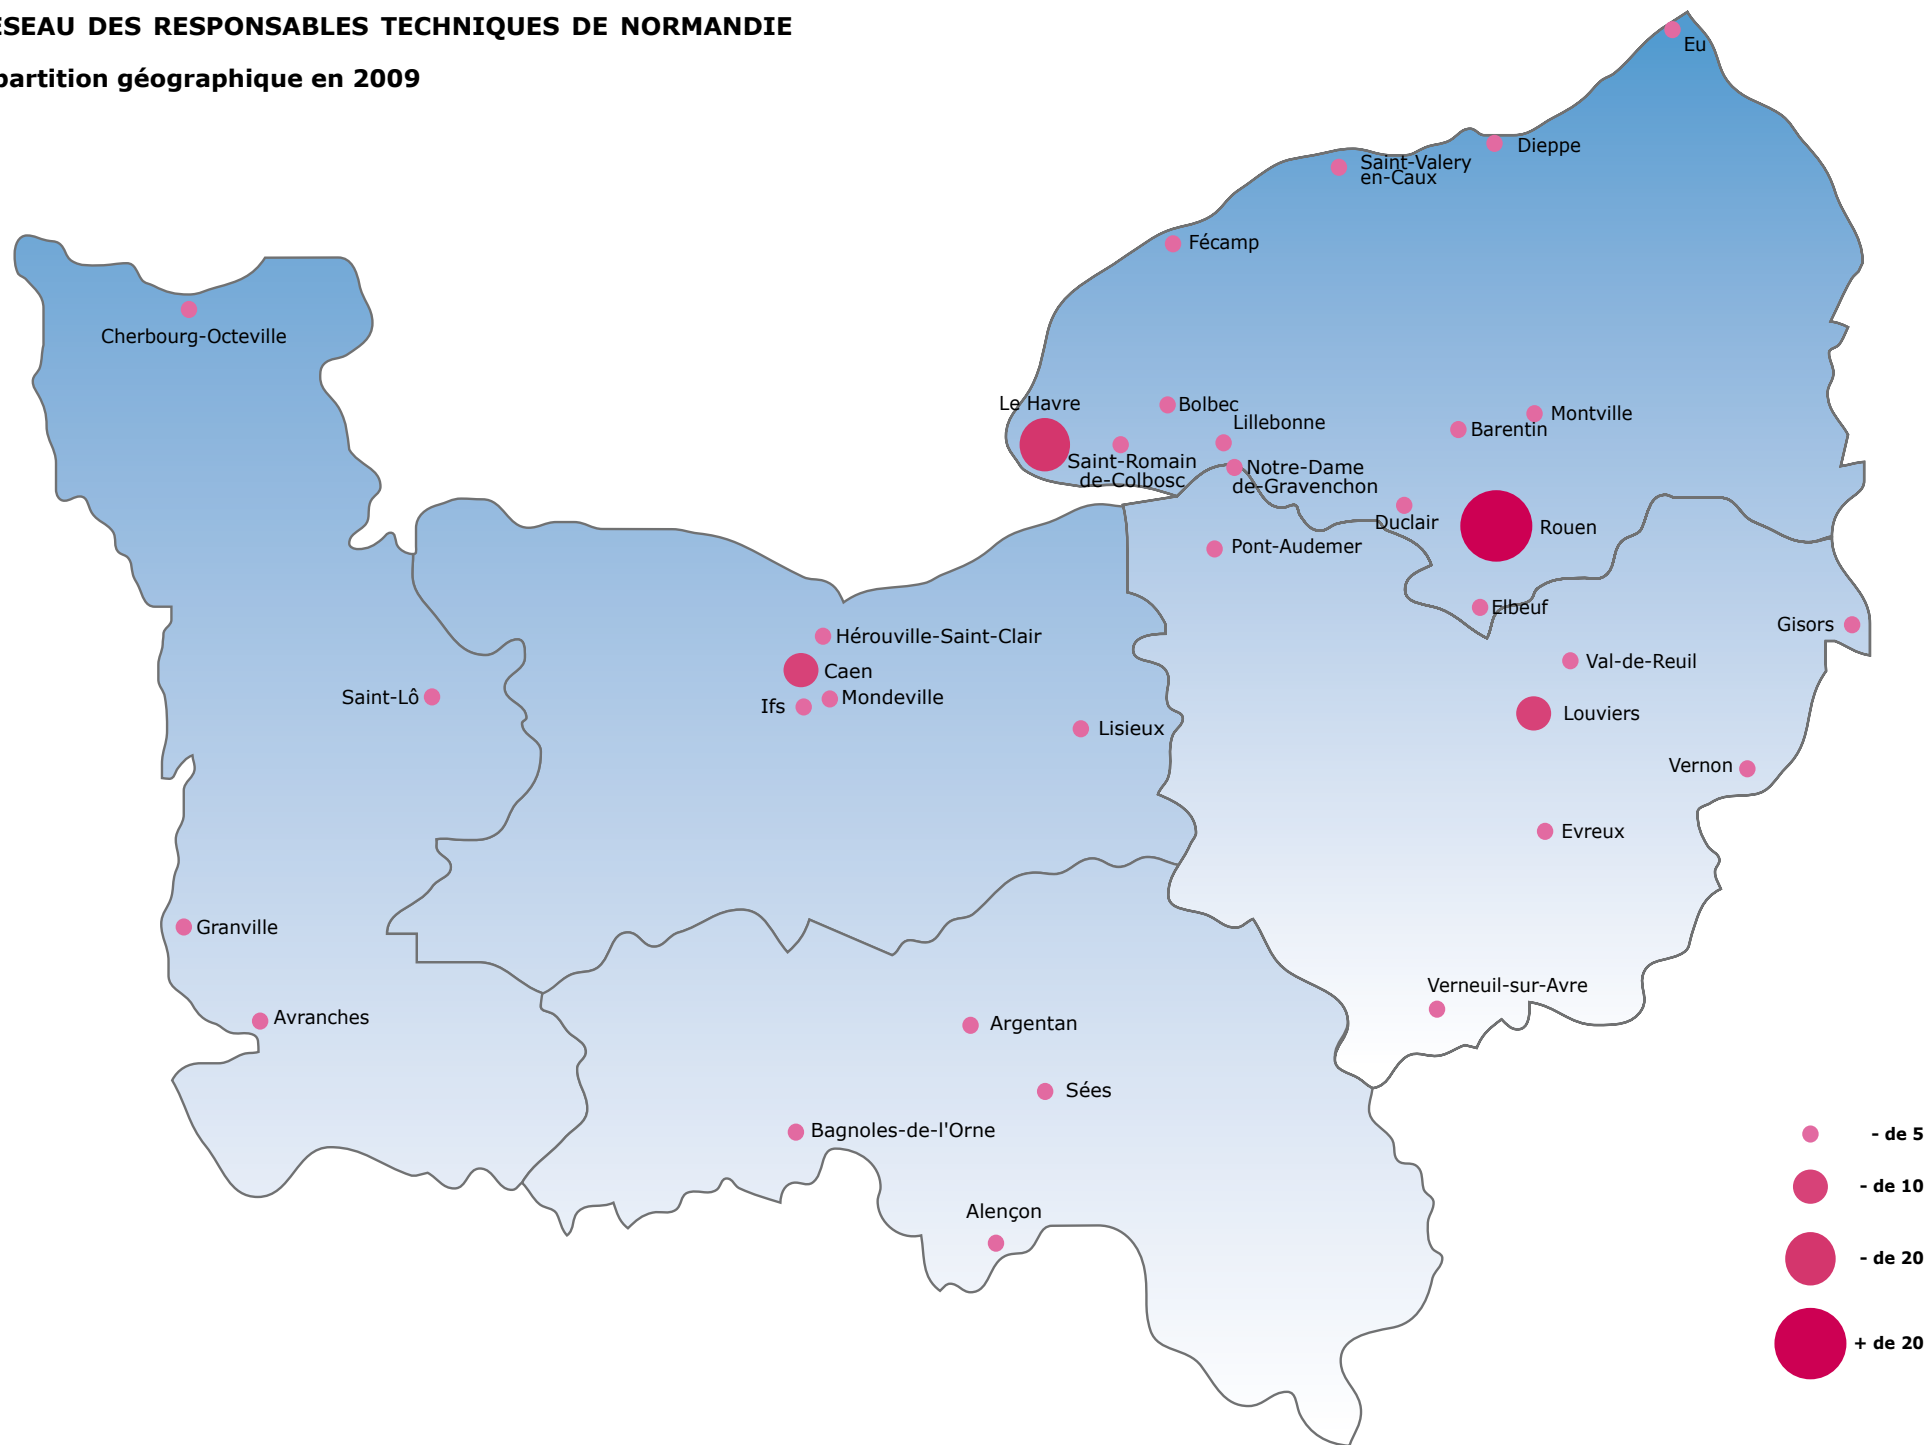 ESEAU DES RESPONSABLES TECHNIQUES DE NORMANDIE
partition géographique en 2009
Eu
Dieppe
Saint-Valery
en-Caux
Fécamp
Cherbourg-Octeville
Le Havre
Bolbec
Lillebonne
Montville
Barentin
Saint-Romain
de-Colbosc
Notre-Dame
de-Gravenchon
Duclair
Rouen
Pont-Audemer
Elbeuf
Gisors
Hérouville-Saint-Clair
Caen
Val-de-Reuil
Saint-Lô
Ifs
Mondeville
Louviers
Lisieux
Vernon
Evreux
Granville
Verneuil-sur-Avre
Avranches
Argentan
Sées
Bagnoles-de-l'Orne
Alençon
- de 5
- de 10
- de 20
+ de 20